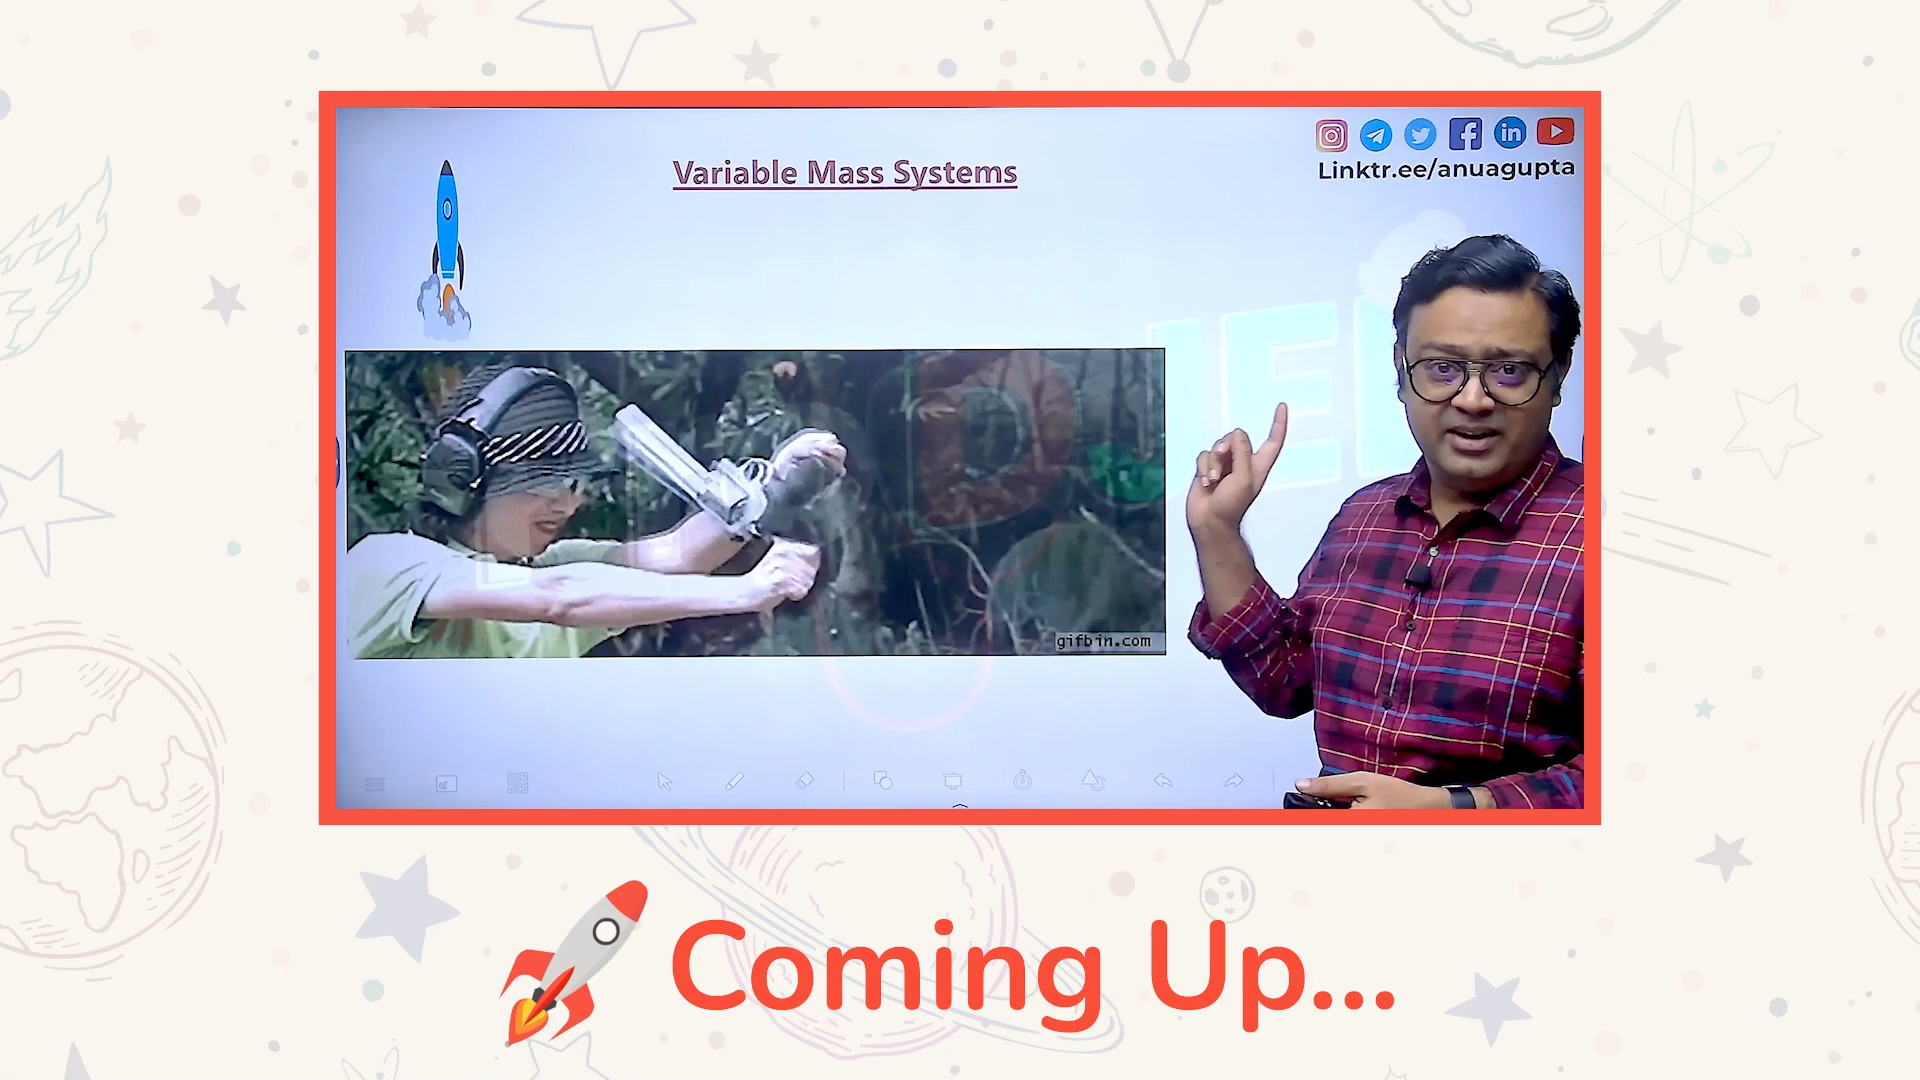 Variable Mass Systems
Linktr.ee/anuagupta
gifbin.com
Coming Up...